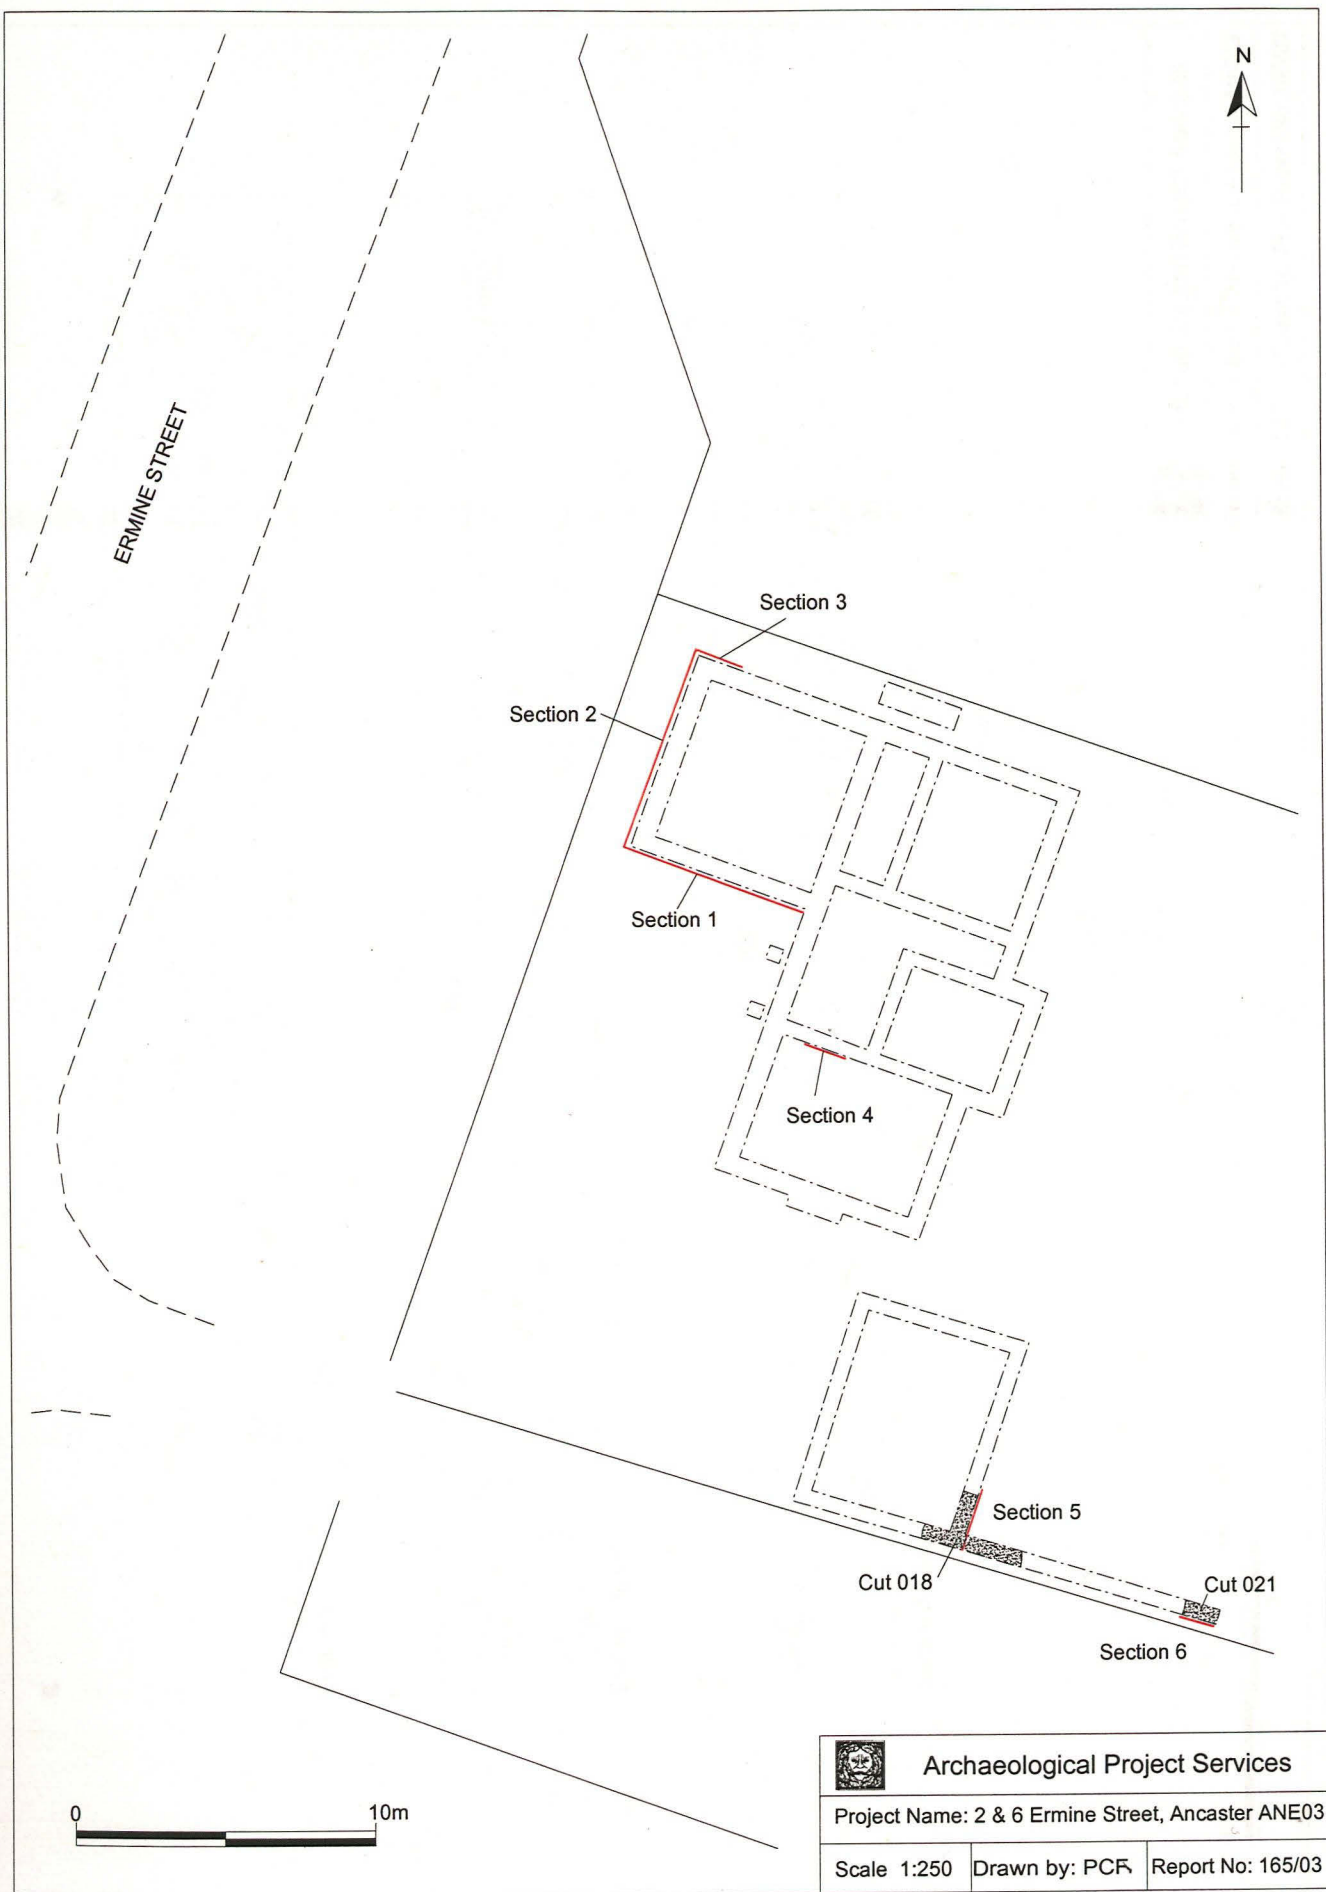 N
ERMINE STREET
Section 3
Section 2
Section 1
Section 4
Section 5
Cut 018
Cut 021
Section 6
0 10m
Archaeological Project Services
Project Name: 2 & 6 Ermine Street, Ancaster ANE03
Scale 1:250
Drawn by:
Report No: 165/03